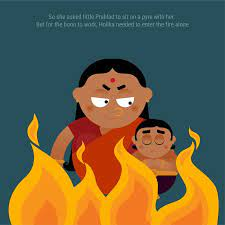 So she asked little Prahlad to sit on a pyre with her.
But for the boon to work, Holika needed to enter the fire alone.